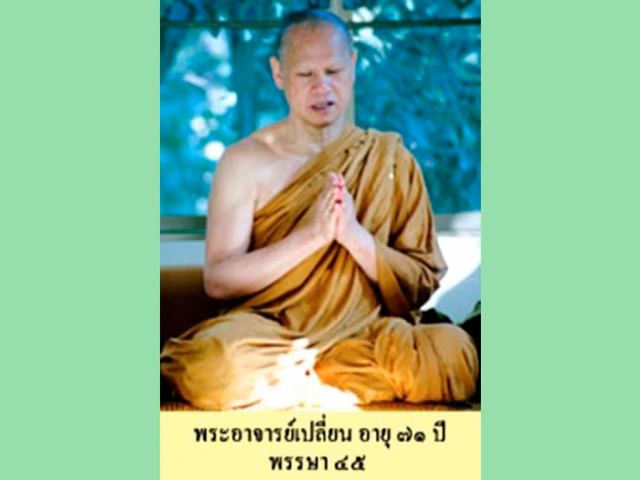 พระอาจารย์เปลี่ยน อายุ ๗๑ ปี
พรรษา ๔๕